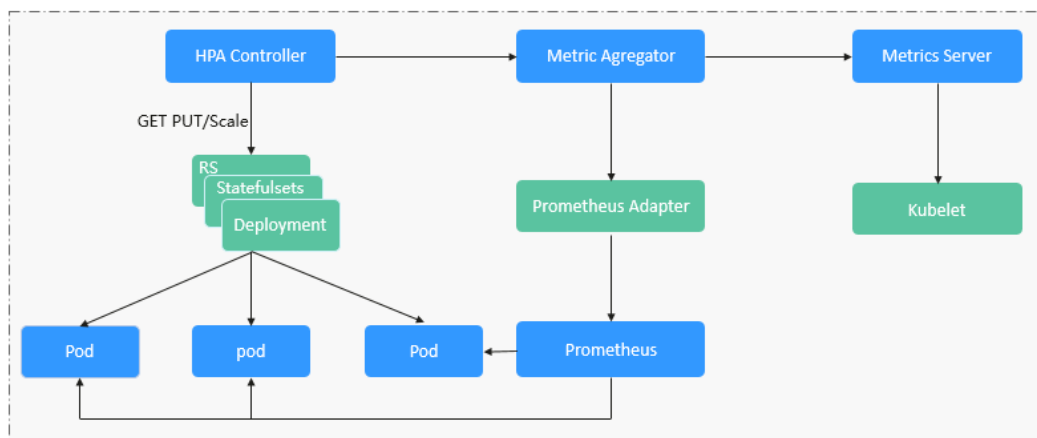 HPA Controller
Metric Agregator
Metrics Server
GET PUT/Scale
RS
Statefulsets
Deployment
Prometheus Adapter
Kubelet
Pod
pod
Pod
Prometheus